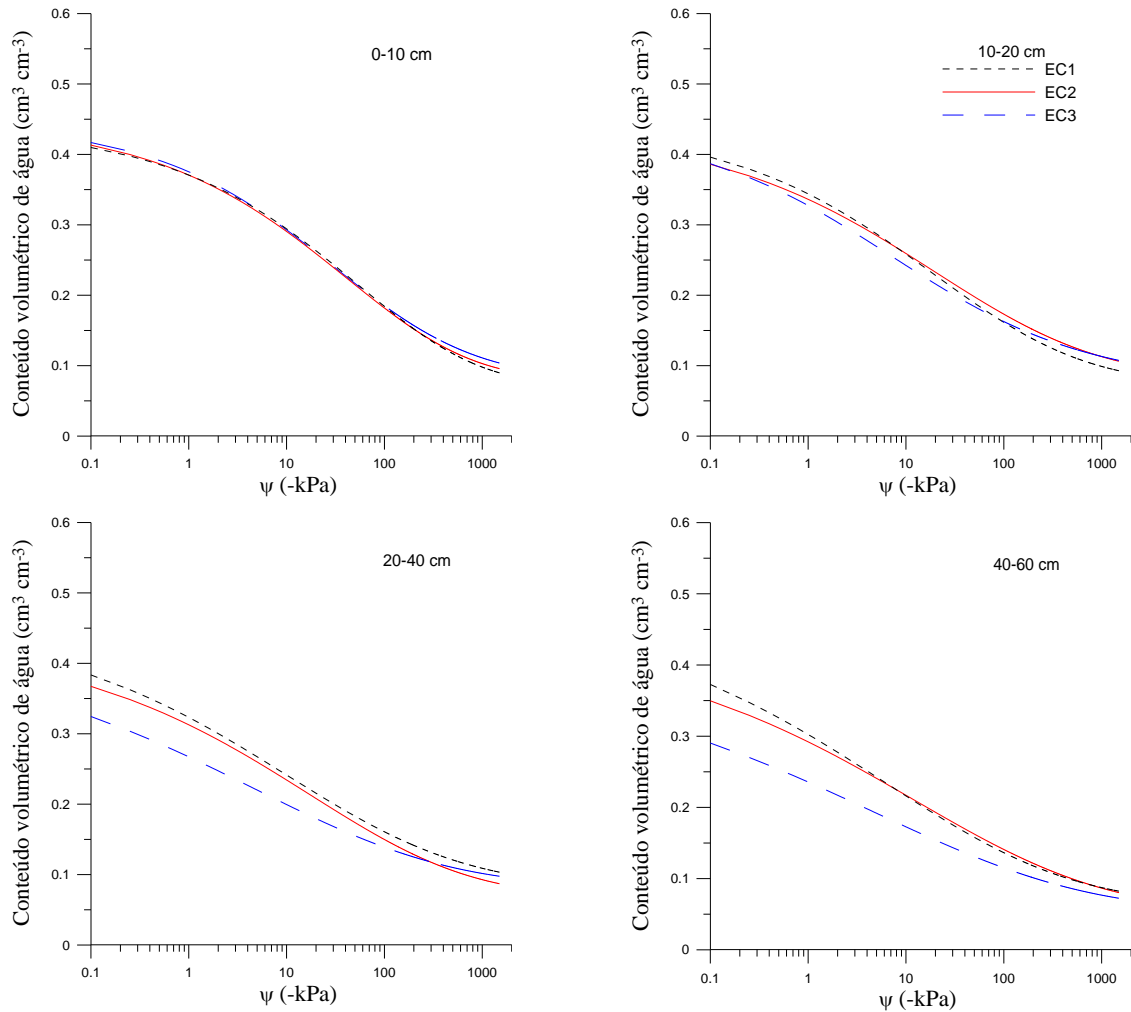 0.6
0.5
0.4
0.3
0.2
0.1
0
Conteúdo volumétrico de água (cm³ cm⁻³)
0-10 cm
0.1 1 10 100 1000
ψ (-kPa)
0.6
0.5
0.4
0.3
0.2
0.1
0
Conteúdo volumétrico de água (cm³ cm⁻³)
10-20 cm
EC1
EC2
EC3
0.1 1 10 100 1000
ψ (-kPa)
0.6
0.5
0.4
0.3
0.2
0.1
0
Conteúdo volumétrico de água (cm³ cm⁻³)
20-40 cm
0.1 1 10 100 1000
ψ (-kPa)
0.6
0.5
0.4
0.3
0.2
0.1
0
Conteúdo volumétrico de água (cm³ cm⁻³)
40-60 cm
0.1 1 10 100 1000
ψ (-kPa)